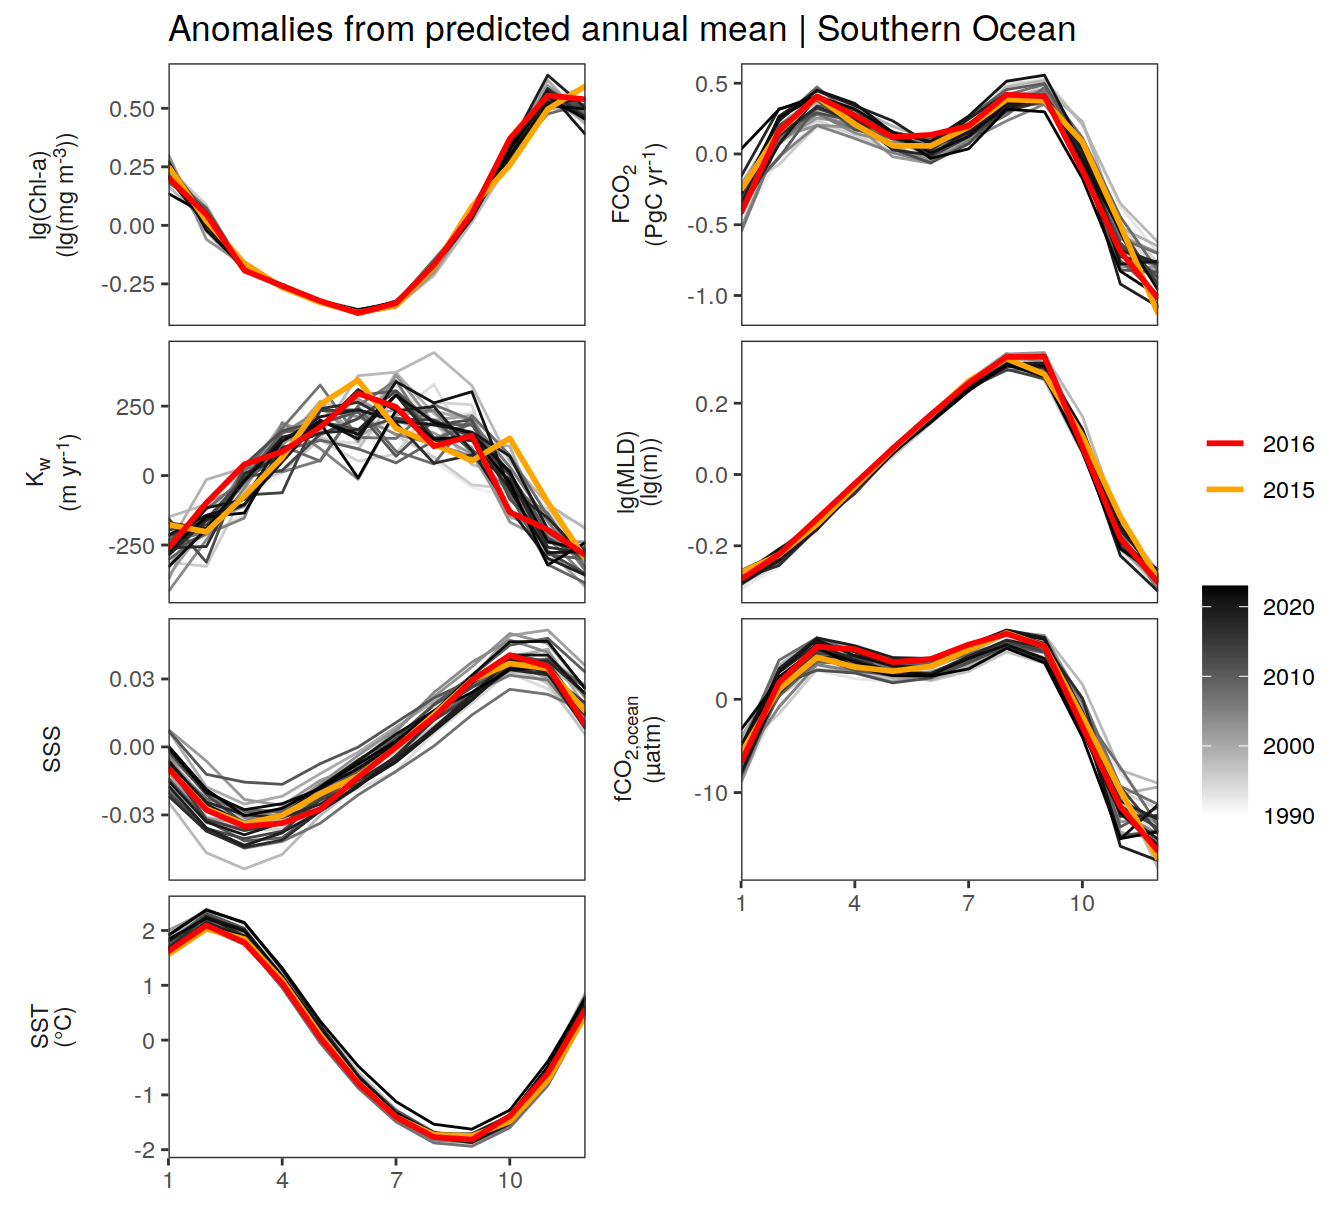 Anomalies from predicted annual mean | Southern Ocean
lg(Chl-a)
(lg(mg m⁻³))
0.50
0.25
0.00
-0.25
FCO₂
(PgC yr⁻¹)
0.5
0.0
-0.5
-1.0
K_w
(m yr⁻¹)
250
0
-250
lg(MLD)
(lg(m))
0.2
0.0
-0.2
SSS
0.03
0.00
-0.03
fCO₂,ocean
(µatm)
0
-10
1 4 7 10
SST
(°C)
2
1
0
-1
-2
1 4 7 10
2016
2015
2020
2010
2000
1990